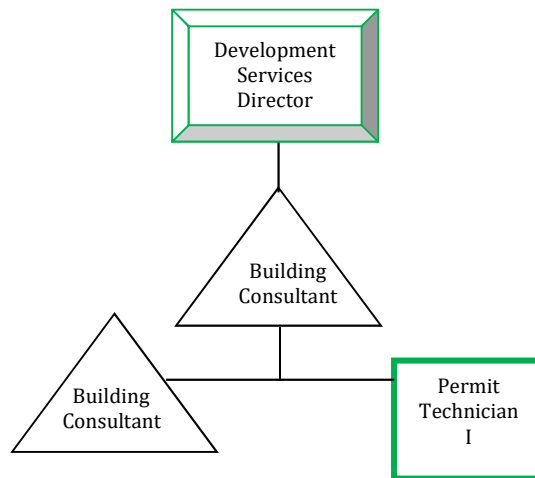 Development
Services
Director
Building
Consultant
Building
Consultant
Permit
Technician
I